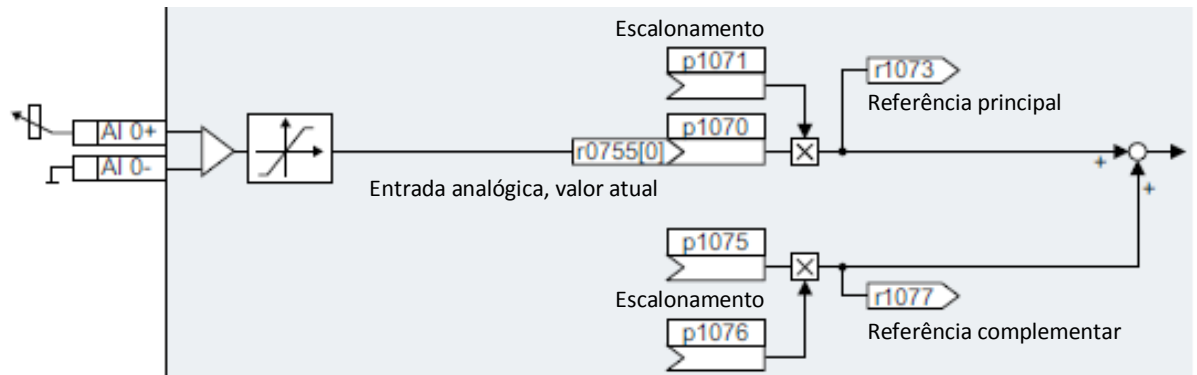 Escalonamento
p1071
r1073
Referência principal
AI 0+
p1070
r0755[0]
AI 0-
Entrada analógica, valor atual
+
+
p1075
Escalonamento
r1077
p1076
Referência complementar